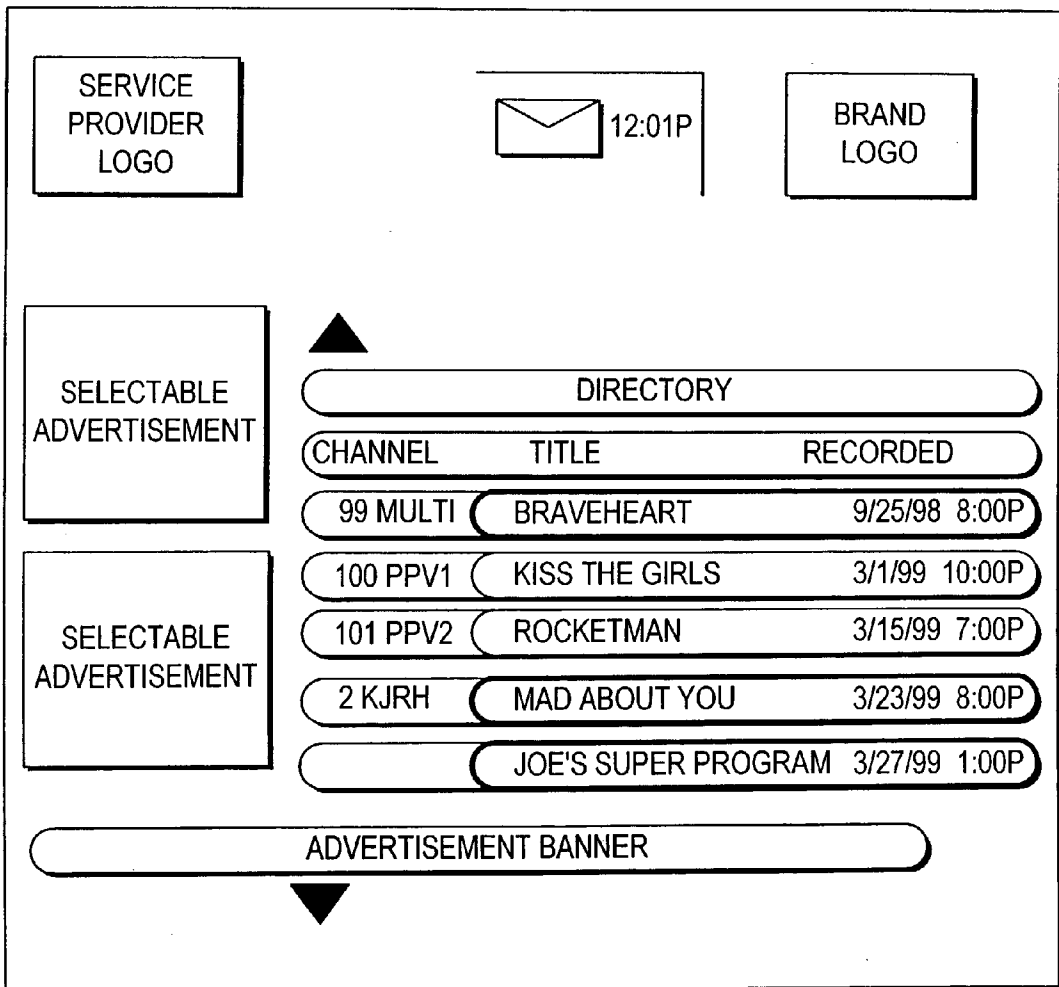 SERVICE
PROVIDER
LOGO
12:01P
BRAND
LOGO
SELECTABLE
ADVERTISEMENT
SELECTABLE
ADVERTISEMENT
DIRECTORY
CHANNEL TITLE RECORDED
99 MULTI BRAVEHEART 9/25/98 8:00P
100 PPV1 KISS THE GIRLS 3/1/99 10:00P
101 PPV2 ROCKETMAN 3/15/99 7:00P
2 KJRH MAD ABOUT YOU 3/23/99 8:00P
JOE'S SUPER PROGRAM 3/27/99 1:00P
ADVERTISEMENT BANNER